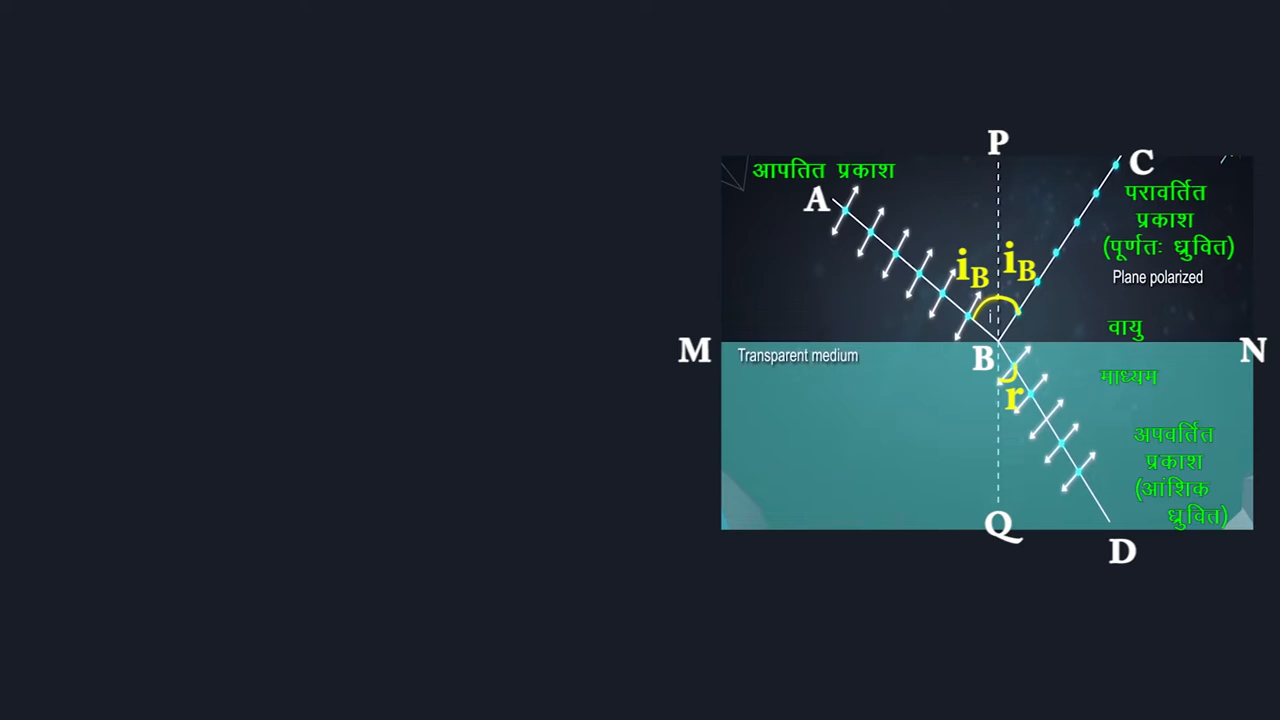 P
आपतित प्रकाश
C
A
परावर्तित
प्रकाश
(पूर्णतः ध्रुवित)
iB
iB
Plane polarized
i
वायु
M
Transparent medium
B
N
माध्यम
r
अपवर्तित
प्रकाश
(आंशिक
ध्रुवित)
Q
D